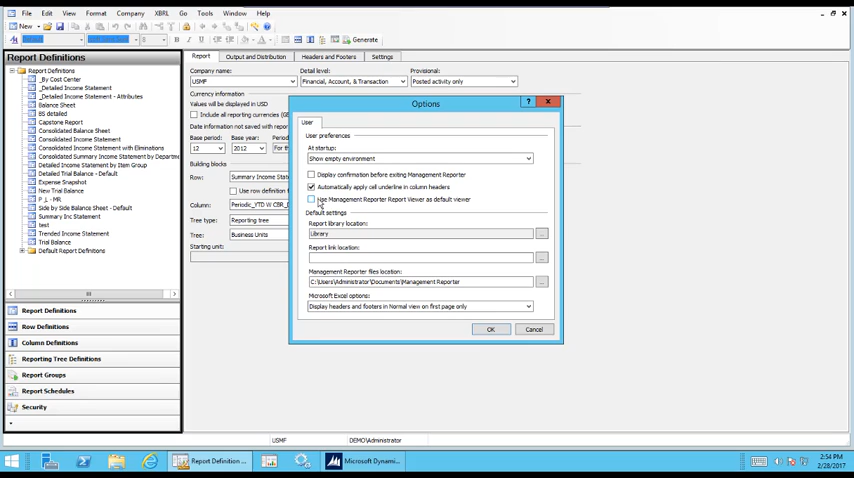 File Edit View Format Company XBRL Go Tools Window Help
New
Generate
Report Definitions
Report Definitions
_By Cost Center
_Detailed Income Statement
_Detailed Income Statement - Attributes
Balance Sheet
BS detailed
Capstone Report
Consolidated Balance Sheet
Consolidated Income Statement
Consolidated Income Statement with Eliminations
Consolidated Summary Income Statement by Departme
Detailed Income Statement by Item Group
Detailed Trial Balance - Default
Expense Snapshot
New Trial Balance
P_L - MR
Side by Side Balance Sheet - Default
Summary Inc Statement
test
Trended Income Statement
Trial Balance
Default Report Definitions
Report Definitions
Row Definitions
Column Definitions
Reporting Tree Definitions
Report Groups
Report Schedules
Security
Report Output and Distribution Headers and Footers Settings
Company name: Detail level: Provisional:
USMF Financial, Account, & Transaction Posted activity only
Currency information
Values will be displayed in USD
Include all reporting currencies (GE
Date information not saved with report
Base period: Base year: Period
12 2012 For th
Building blocks
Row: Summary Income State
Use row definition f
Column: Periodic_YTD W CBR_D
Tree type: Reporting tree
Tree: Business Units
Starting unit:
Options
?
User
User preferences
At startup:
Show empty environment
Display confirmation before exiting Management Reporter
Automatically apply cell underline in column headers
Use Management Reporter Report Viewer as default viewer
Default settings
Report library location:
Library
...
Report link location:
...
Management Reporter files location:
C:\Users\Administrator\Documents\Management Reporter
...
Microsoft Excel options:
Display headers and footers in Normal view on first page only
OK Cancel
USMF DEMO\Administrator
Report Definition ... Microsoft Dynami...
2:54 PM
2/28/2017